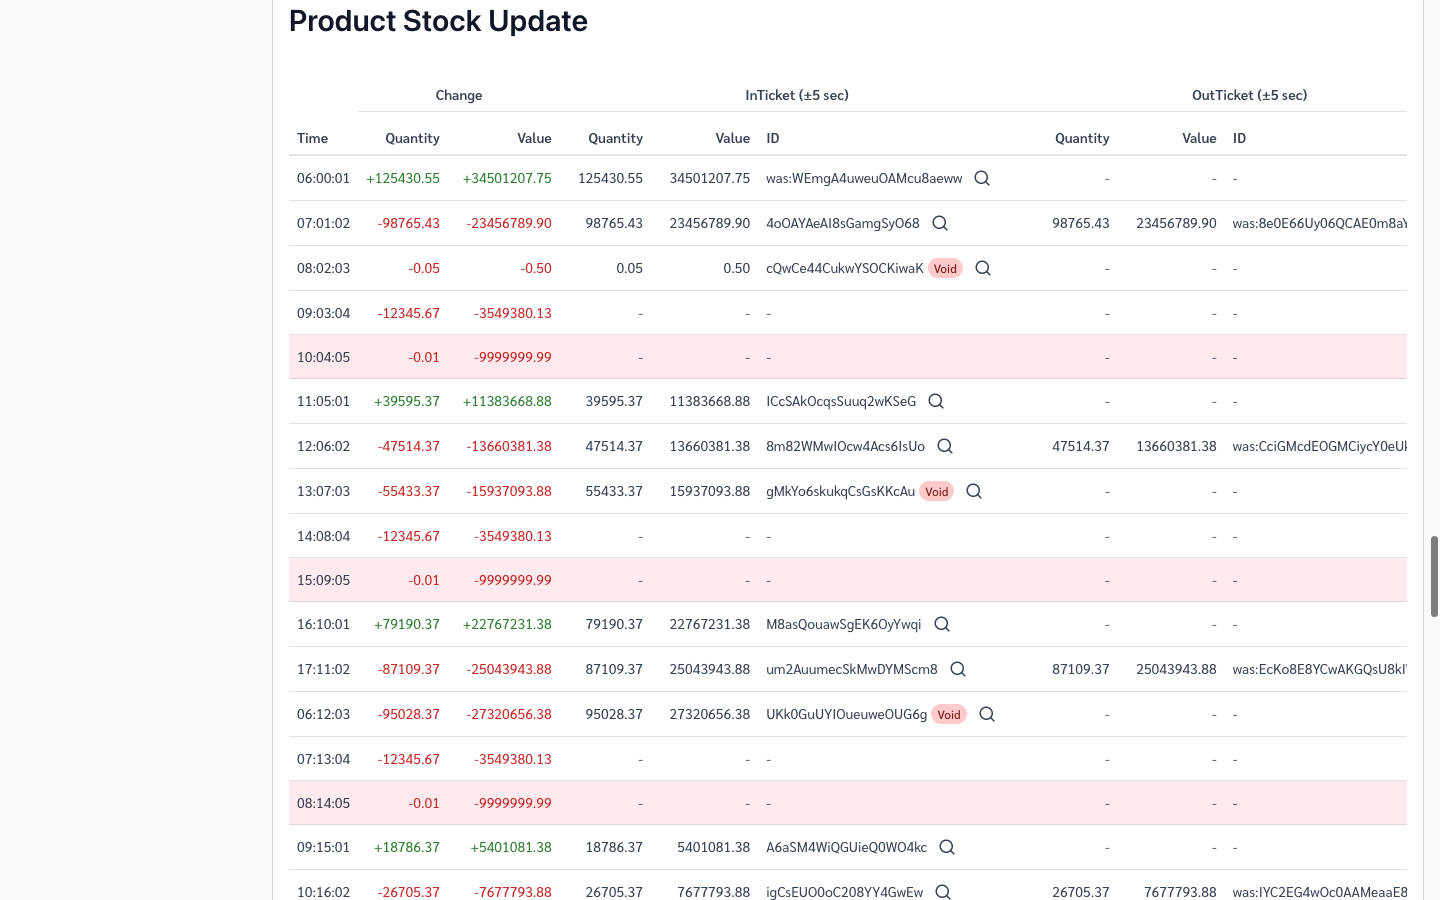 Product Stock Update
Change InTicket (±5 sec) OutTicket (±5 sec)
Time Quantity Value Quantity Value ID Quantity Value ID
06:00:01 +125430.55 +34501207.75 125430.55 34501207.75 was:WEmgA4uweuOAMcu8aeww - - -
07:01:02 -98765.43 -23456789.90 98765.43 23456789.90 4oOAYAeAI8sGamgSyO68 98765.43 23456789.90 was:8e0E66Uy06QCAE0m8aY
08:02:03 -0.05 -0.50 0.05 0.50 cQwCe44CukwYSOCKiwaK Void - - -
09:03:04 -12345.67 -3549380.13 - - - - - -
10:04:05 -0.01 -9999999.99 - - - - - -
11:05:01 +39595.37 +11383668.88 39595.37 11383668.88 ICcSAkOcqsSuuq2wKSeG - - -
12:06:02 -47514.37 -13660381.38 47514.37 13660381.38 8m82WMwIOcw4Acs6IsUo 47514.37 13660381.38 was:CciGMcdEOGMCiycY0eUk
13:07:03 -55433.37 -15937093.88 55433.37 15937093.88 gMkYo6skukqCsGsKKcAu Void - - -
14:08:04 -12345.67 -3549380.13 - - - - - -
15:09:05 -0.01 -9999999.99 - - - - - -
16:10:01 +79190.37 +22767231.38 79190.37 22767231.38 M8asQouawSgEK6OyYwqi - - -
17:11:02 -87109.37 -25043943.88 87109.37 25043943.88 um2AuumecSkMwDYMScm8 87109.37 25043943.88 was:EcKo8E8YCwAKGQsU8kI
06:12:03 -95028.37 -27320656.38 95028.37 27320656.38 UKk0GuUYIOueuweOUG6g Void - - -
07:13:04 -12345.67 -3549380.13 - - - - - -
08:14:05 -0.01 -9999999.99 - - - - - -
09:15:01 +18786.37 +5401081.38 18786.37 5401081.38 A6aSM4WiQGUieQ0WO4kc - - -
10:16:02 -26705.37 -7677793.88 26705.37 7677793.88 igCsEUO0oC208YY4GwEw 26705.37 7677793.88 was:IYC2EG4wOc0AAMeaaE8